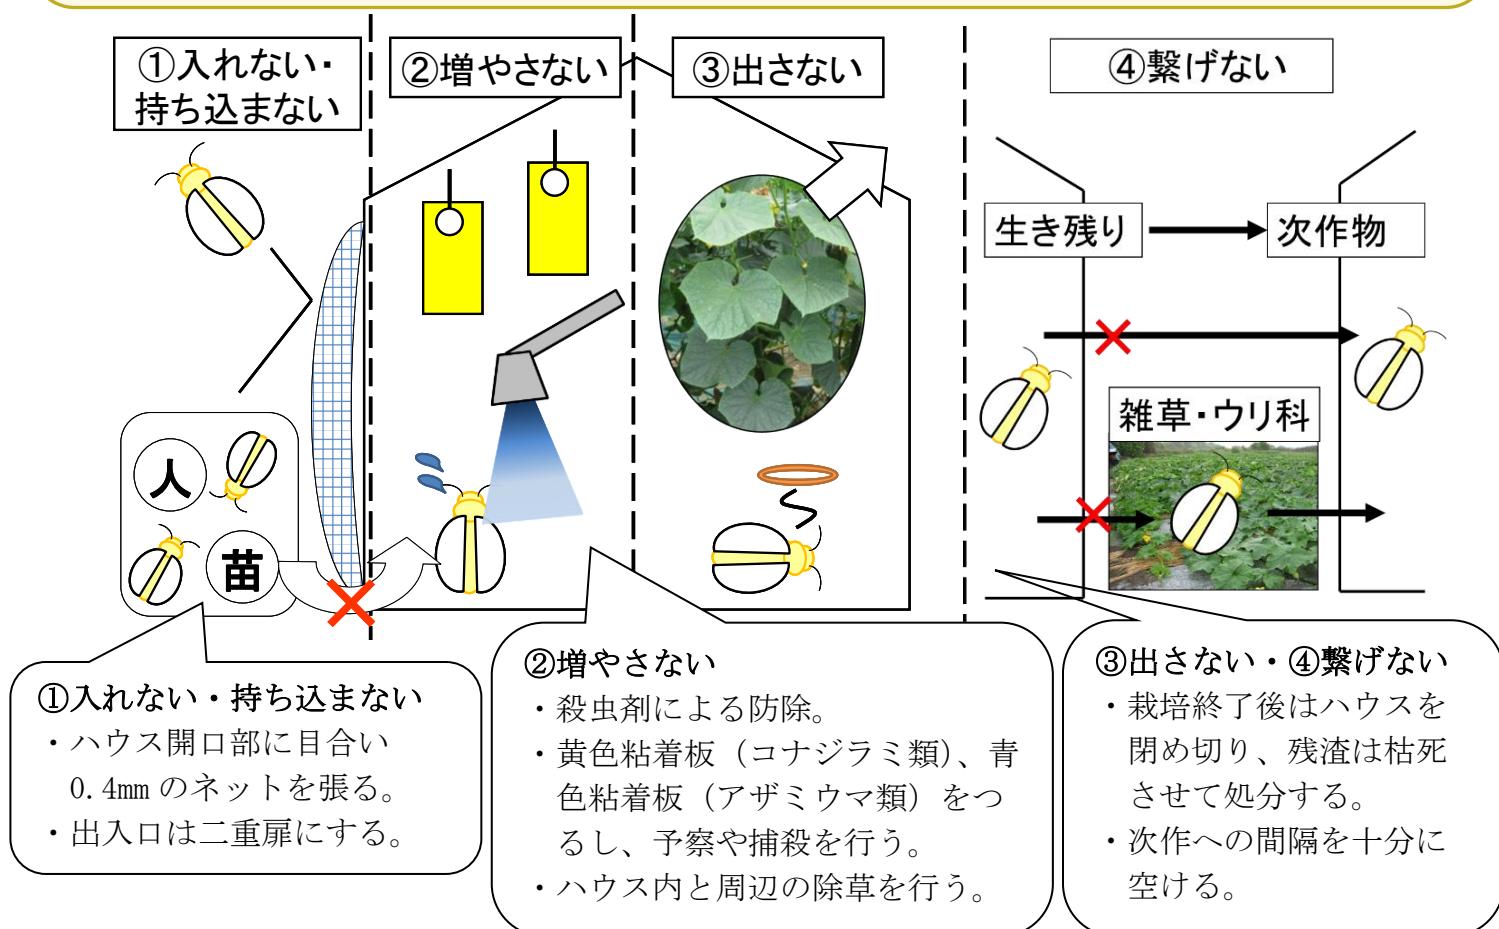 ①入れない・
持ち込まない
②増やさない
③出さない
④繋げない
生き残り
次作物
雑草・ウリ科
人
苗
①入れない・持ち込まない
・ハウス開口部に目合い
0.4mm のネットを張る。
・出入口は二重扉にする。
②増やさない
・殺虫剤による防除。
・黄色粘着板（コナジラミ類）、青
色粘着板（アザミウマ類）をつ
るし、予察や捕殺を行う。
・ハウス内と周辺の除草を行う。
③出さない・④繋げない
・栽培終了後はハウスを
閉め切り、残渣は枯死
させて処分する。
・次作への間隔を十分に
空ける。